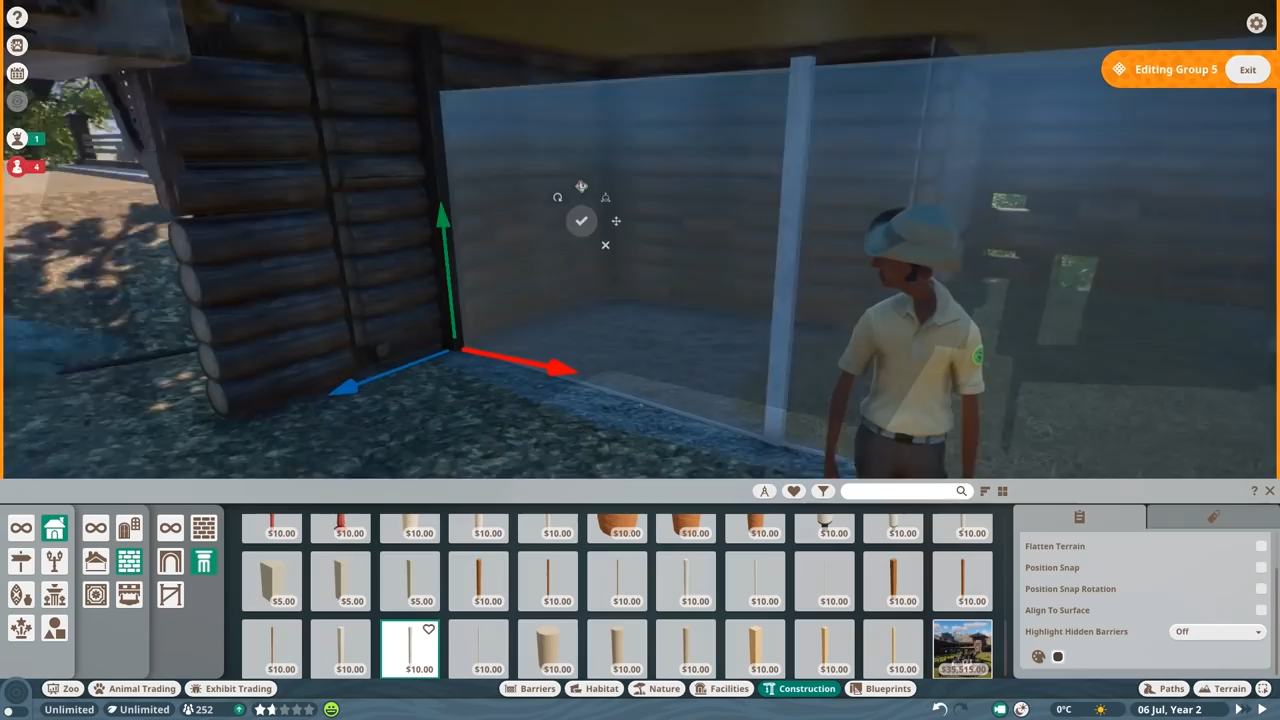 ?
Editing Group 5
Exit
1
4
?
$10.00 $10.00 $10.00 $10.00 $10.00 $10.00 $10.00 $10.00 $10.00 $10.00 $10.00
$5.00 $5.00 $5.00 $10.00 $10.00 $10.00 $10.00 $10.00 $10.00 $10.00 $10.00
$10.00 $10.00 $10.00 $10.00 $10.00 $10.00 $10.00 $10.00 $10.00 $10.00 $35,515.00
Flatten Terrain
Position Snap
Position Snap Rotation
Align To Surface
Highlight Hidden Barriers Off
Zoo Animal Trading Exhibit Trading Barriers Habitat Nature Facilities Construction Blueprints Paths Terrain
Unlimited Unlimited 252 0°C 06 Jul, Year 2